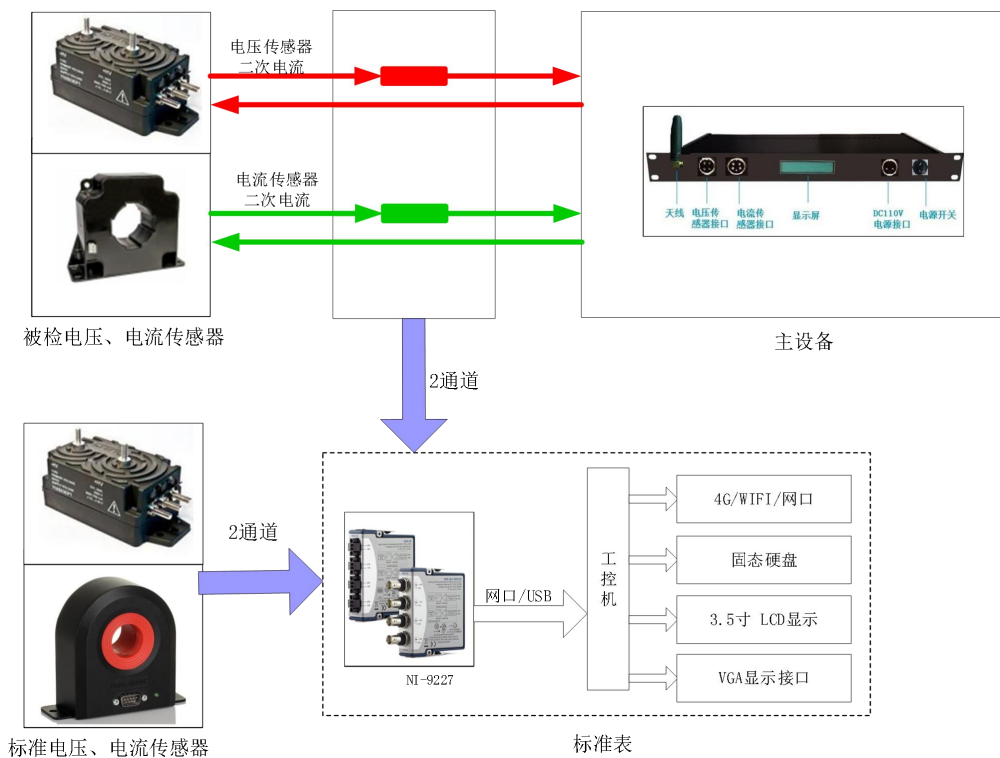 电压传感器
二次电流
电流传感器
二次电流
天线
电压传
感器接口
电流传
感器接口
显示屏
DC110V
电源接口
电源开关
被检电压、电流传感器
主设备
2通道
2通道
4G/WIFI/网口
固态硬盘
3.5寸 LCD显示
VGA显示接口
工控机
网口/USB
NI-9227
标准电压、电流传感器
标准表